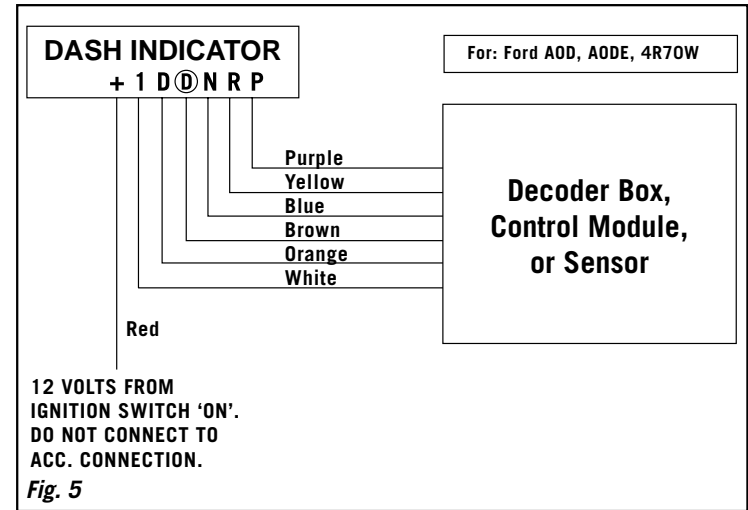 DASH INDICATOR
+ 1 D Ⓓ N R P
For: Ford AOD, AODE, 4R70W
Purple
Yellow
Blue
Brown
Orange
White
Decoder Box,
Control Module,
or Sensor
Red
12 VOLTS FROM
IGNITION SWITCH ‘ON’.
DO NOT CONNECT TO
ACC. CONNECTION.
Fig. 5